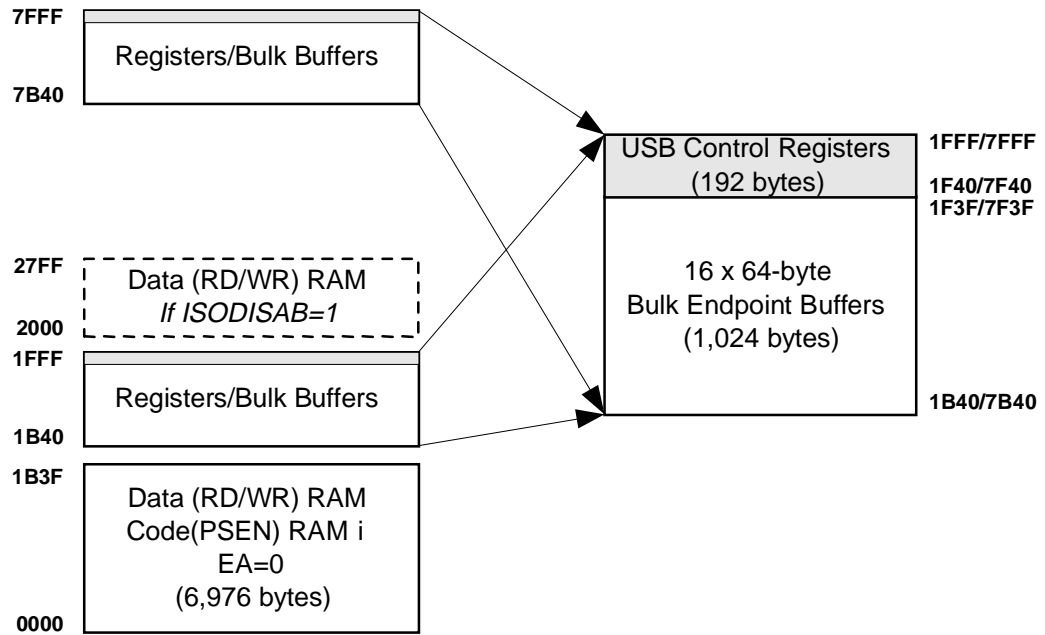 7FFF
Registers/Bulk Buffers
7B40
27FF
Data (RD/WR) RAM
If ISODISAB=1
2000
1FFF
Registers/Bulk Buffers
1B40
1B3F
Data (RD/WR) RAM
Code(PSEN) RAM i
EA=0
(6,976 bytes)
0000
USB Control Registers
(192 bytes)
1FFF/7FFF
1F40/7F40
1F3F/7F3F
16 x 64-byte
Bulk Endpoint Buffers
(1,024 bytes)
1B40/7B40